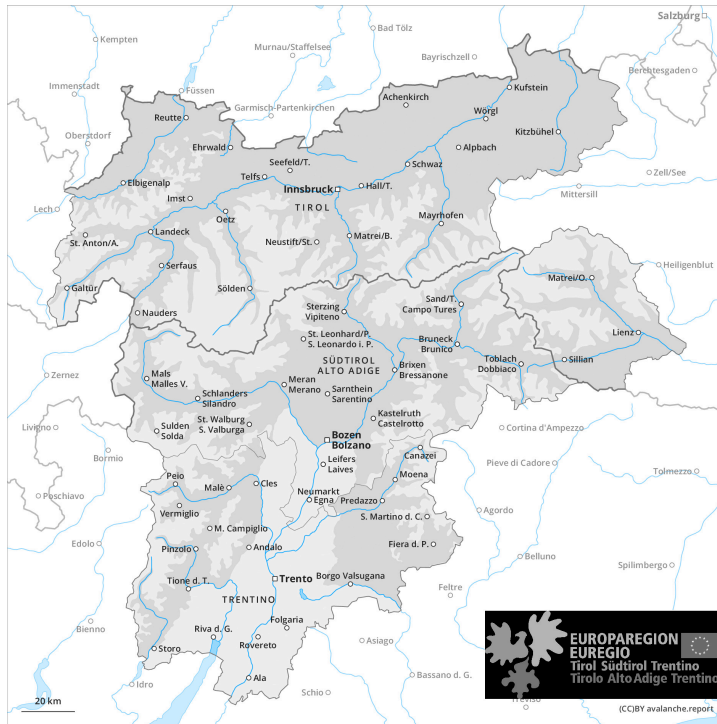 Salzburg
Kempten
Bad Tölz
Murnau/Staffelsee
Bayrischzell
Berchtesgaden
Immenstadt
Füssen
Garmisch-Partenkirchen
Achenkirch
Kufstein
Reutte
Wörgl
Oberstdorf
Ehrwald
Kitzbühel
Alpbach
Seefeld/T.
Schwaz
Telfs
Zell/See
Elbigenalp
Innsbruck
Hall/T.
Mittersill
Imst
TIROL
Lech
Oetz
Mayrhofen
Landeck
St. Anton/A.
Neustift/St.
Matrei/B.
Serfaus
Heiligenblut
Matrei/O.
Galtür
Sölden
Sand/T.
Campo Tures
Nauders
Sterzing
Vipiteno
Lienz
St. Leonhard/P.
S. Leonardo i. P.
Bruneck
Brunico
SÜDTIROL
ALTO ADIGE
Toblach
Dobbiaco
Sillian
Zernez
Mals
Malles V.
Meran
Merano
Brixen
Bressanone
Schlanders
Silandro
Sarnthein
Sarentino
St. Walburg
S. Valburga
Kastelruth
Castelrotto
Livigno
Sulden
Solda
Bozen
Bolzano
Cortina d'Ampezzo
Bormio
Leifers
Laives
Canazei
Pieve di Cadore
Tolmezzo
Peio
Malè
Cles
Moena
Poschiavo
Neumarkt
Egna
Predazzo
Vermiglio
Agordo
M. Campiglio
S. Martino d. C.
Edolo
Pinzolo
Andalo
Fiera d. P.
Belluno
Spilimbergo
Tione d. T.
Trento
Borgo Valsugana
Feltre
TRENTINO
Bienno
Riva d. G.
Folgaria
Rovereto
Asiago
Storo
EUROPAREGION
EUREGIO
Tirol Südtirol Trentino
Tirolo Alto Adige Trentino
Idro
Ala
Schio
Bassano d. G.
Treviso
20 km
(CC)BY avalanche.report